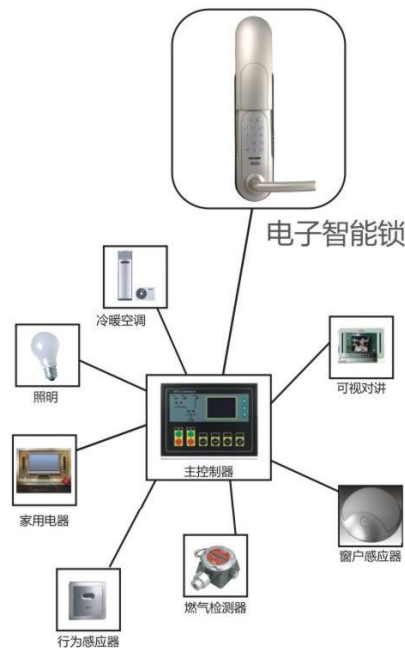 电子智能锁
冷暖空调
照明
可视对讲
主控制器
家用电器
窗户感应器
燃气检测器
行为感应器